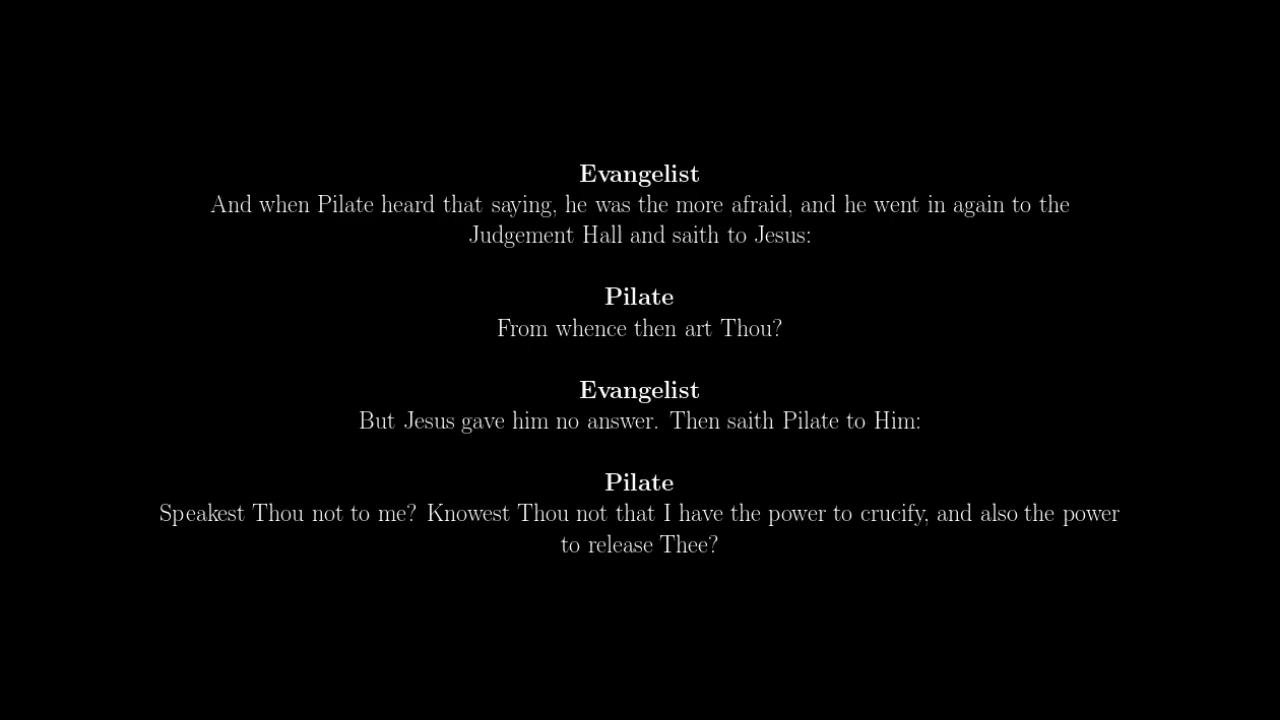 Evangelist
And when Pilate heard that saying, he was the more afraid, and he went in again to the
Judgement Hall and saith to Jesus:
Pilate
From whence then art Thou?
Evangelist
But Jesus gave him no answer. Then saith Pilate to Him:
Pilate
Speakest Thou not to me? Knowest Thou not that I have the power to crucify, and also the power
to release Thee?